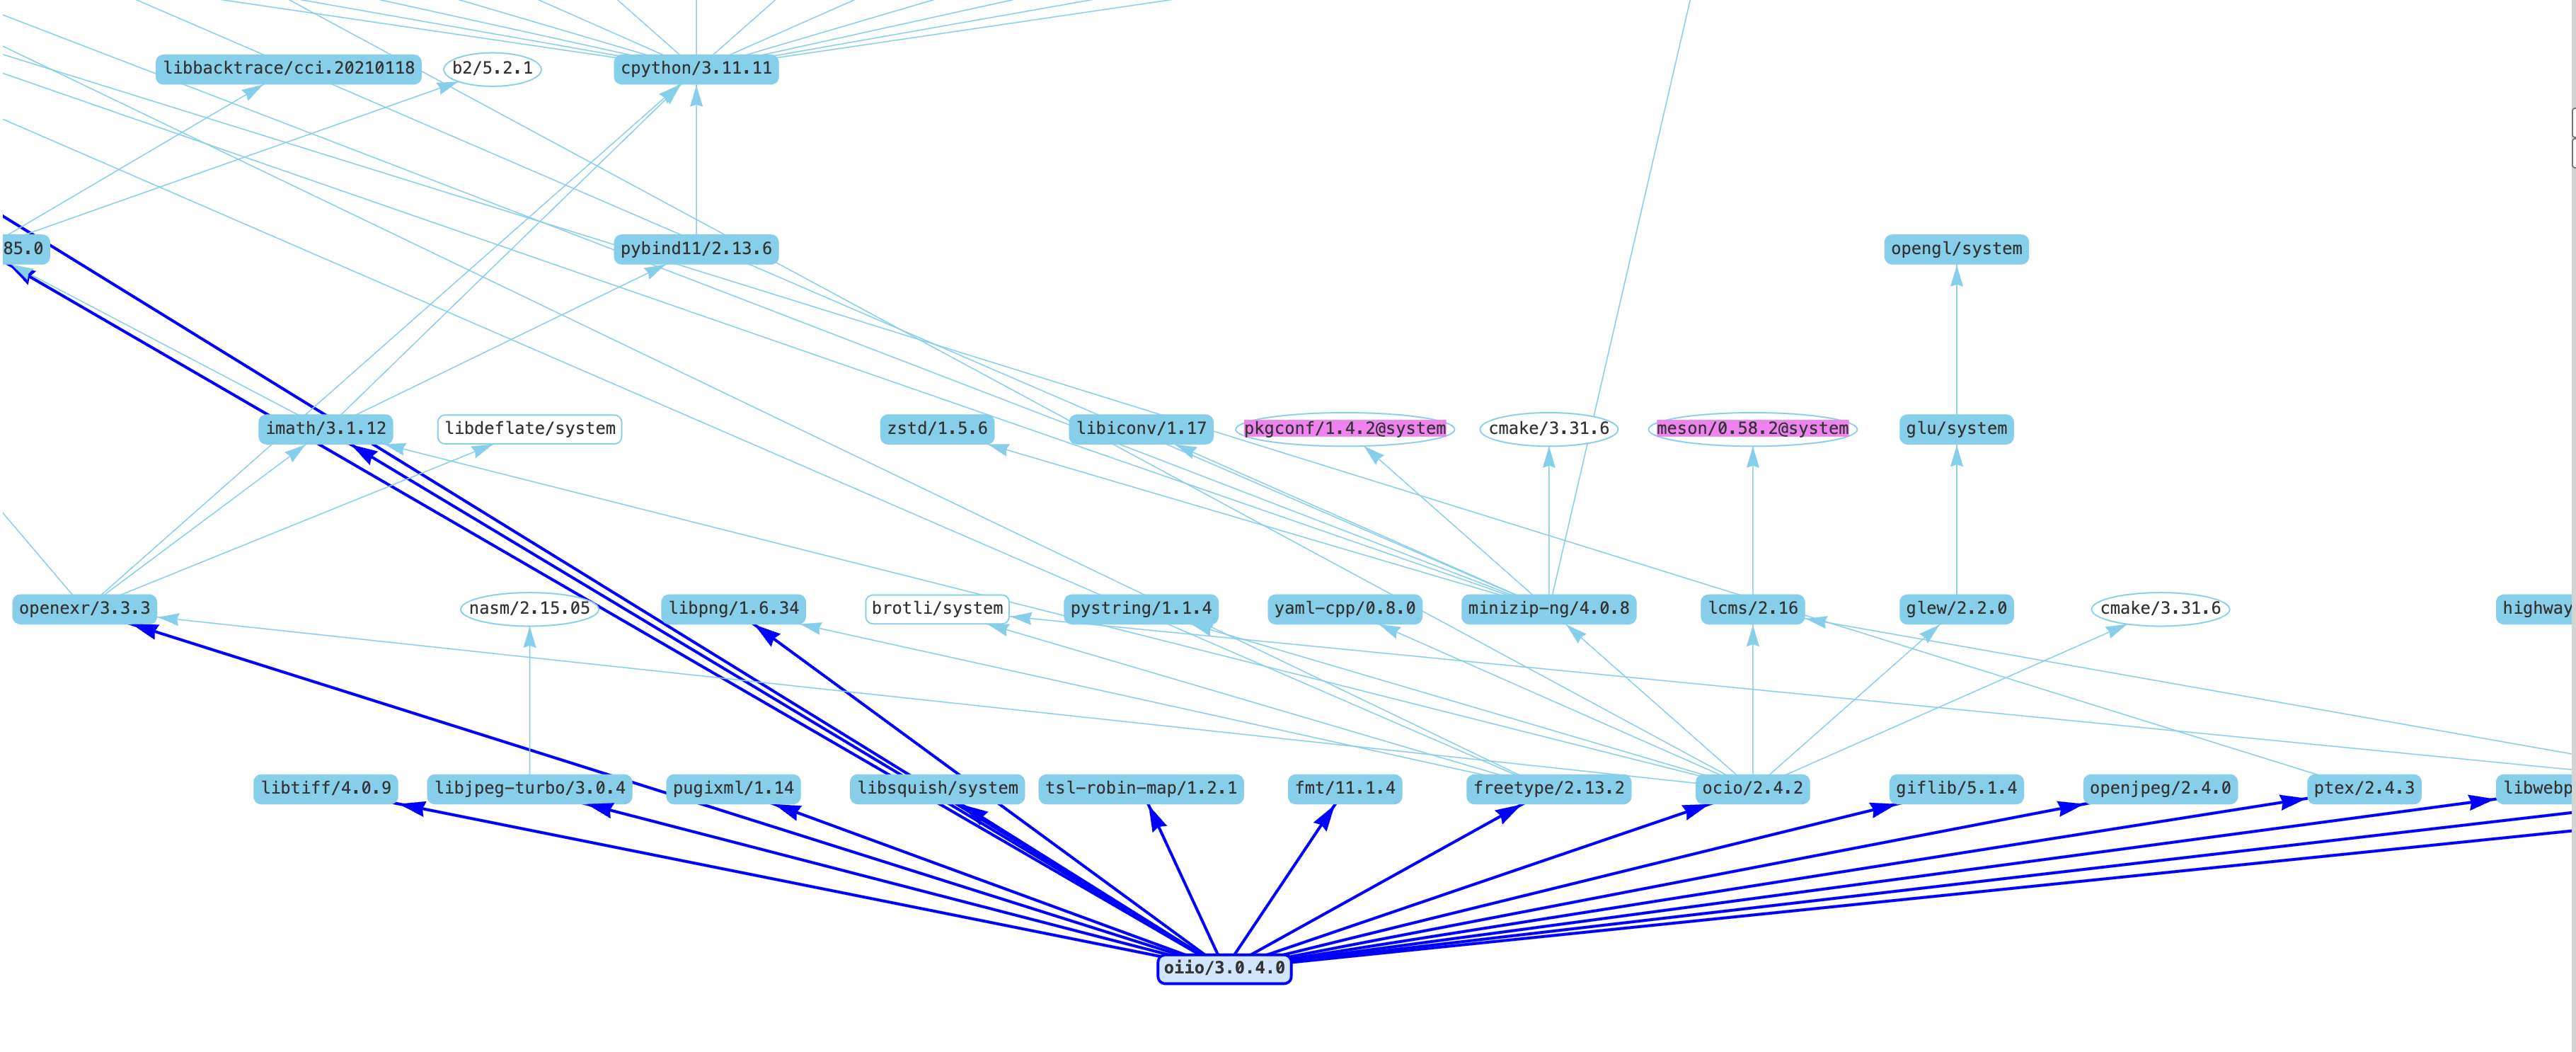 libbacktrace/cci.20210118
b2/5.2.1
cpython/3.11.11
85.0
pybind11/2.13.6
opengl/system
imath/3.1.12
libdeflate/system
zstd/1.5.6
libiconv/1.17
pkgconf/1.4.2@system
cmake/3.31.6
meson/0.58.2@system
glu/system
openexr/3.3.3
nasm/2.15.05
libpng/1.6.34
brotli/system
pystring/1.1.4
yaml-cpp/0.8.0
minizip-ng/4.0.8
lcms/2.16
glew/2.2.0
cmake/3.31.6
highway
libtiff/4.0.9
libjpeg-turbo/3.0.4
pugixml/1.14
libsquish/system
tsl-robin-map/1.2.1
fmt/11.1.4
freetype/2.13.2
ocio/2.4.2
giflib/5.1.4
openjpeg/2.4.0
ptex/2.4.3
libwebp
oiio/3.0.4.0